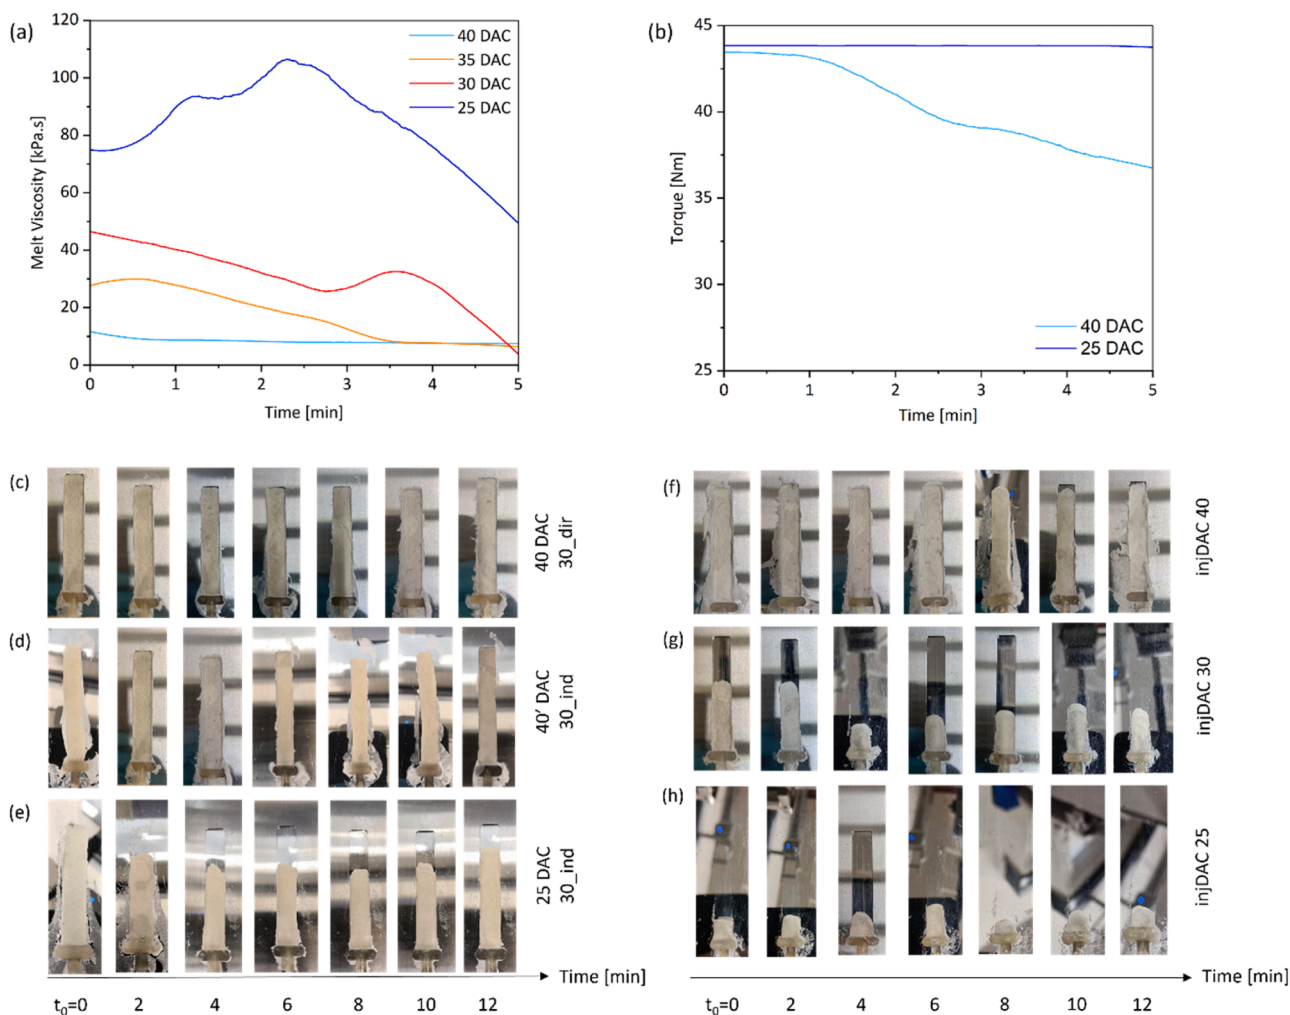 (a)
120
100
80
60
40
20
0
Melt Viscosity [kPa.s]
40 DAC
35 DAC
30 DAC
25 DAC
0 1 2 3 4 5
Time [min]
(b)
45
40
35
30
25
Torque [Nm]
40 DAC
25 DAC
0 1 2 3 4 5
Time [min]
(c)
40 DAC
30_dir
(d)
40' DAC
30_ind
(e)
25 DAC
30_ind
Time [min]
t0=0 2 4 6 8 10 12
(f)
injDAC 40
(g)
injDAC 30
(h)
injDAC 25
Time [min]
t0=0 2 4 6 8 10 12